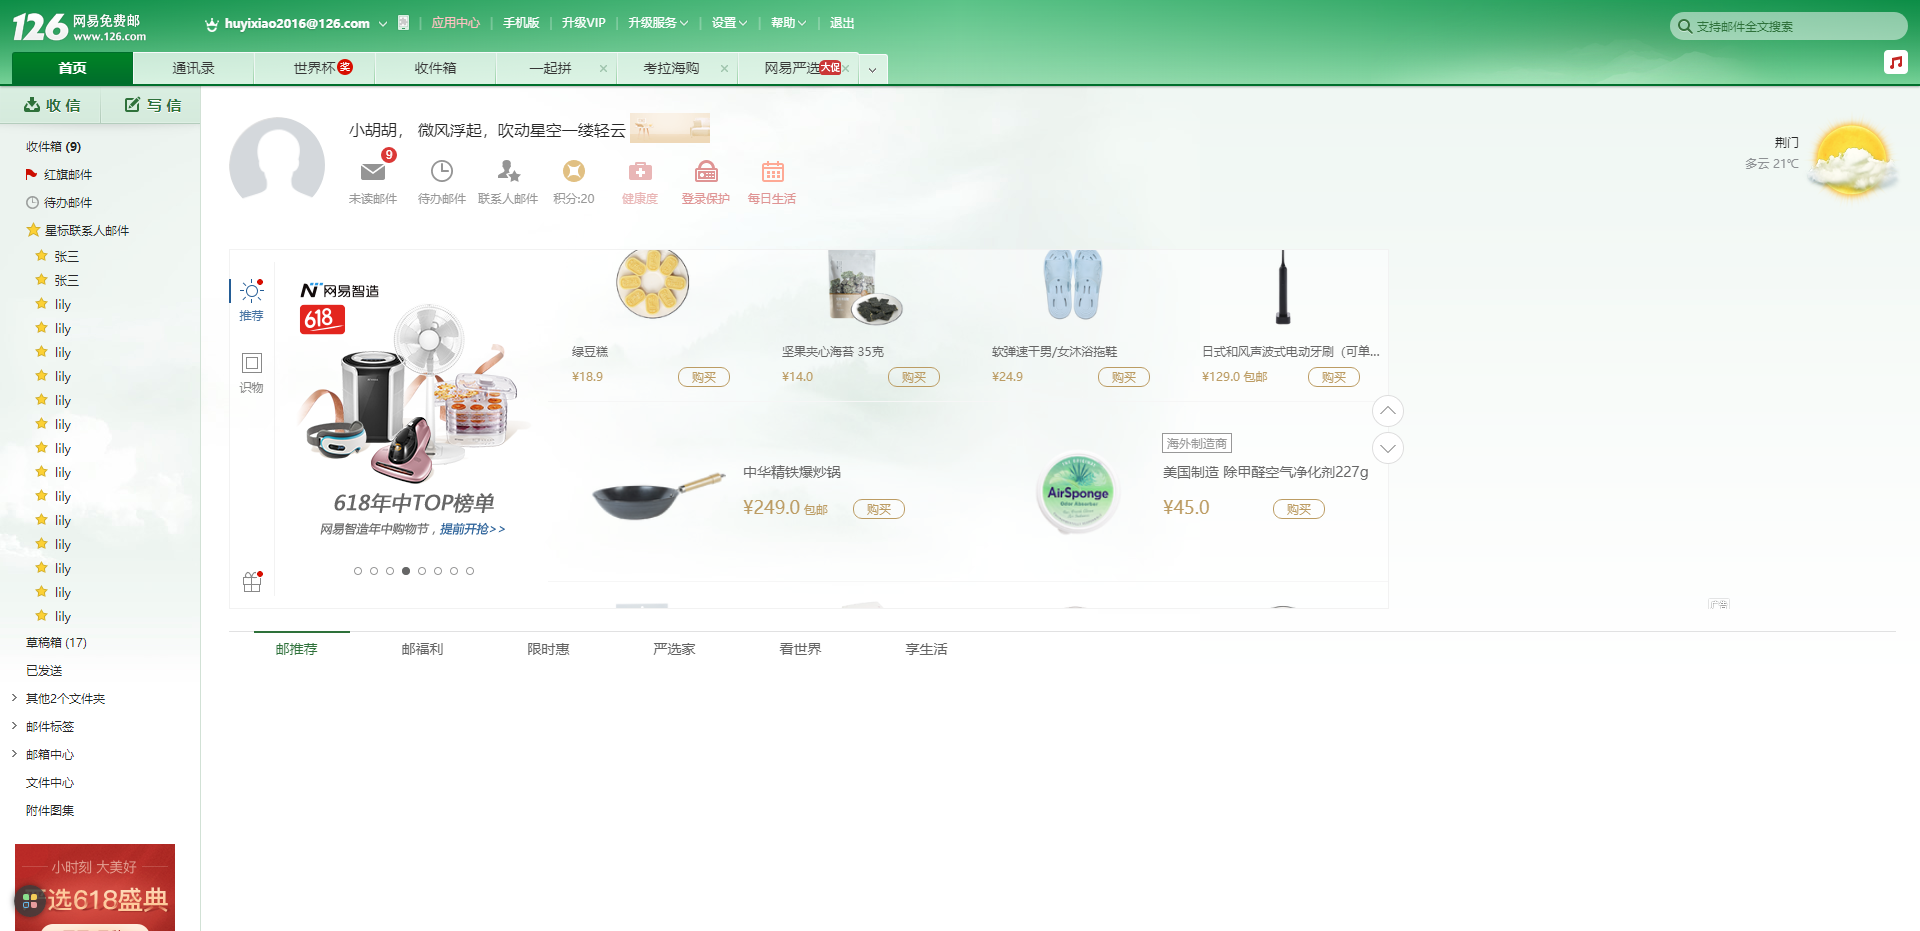 126 网易免费邮
www.126.com
huyixiao2016@126.com
应用中心 手机版 升级VIP 升级服务 设置 帮助 退出
支持邮件全文搜索
首页 通讯录 世界杯 奖 收件箱 一起拼 考拉海购 网易严选 大促
收信 写信
收件箱 (9)
红旗邮件
待办邮件
星标联系人邮件
张三
张三
lily
lily
lily
lily
lily
lily
lily
lily
lily
lily
lily
lily
lily
lily
草稿箱 (17)
已发送
其他2个文件夹
邮件标签
邮箱中心
文件中心
附件图集
小时刻 大美好
选618盛典
小胡胡， 微风浮起，吹动星空一缕轻云
9
未读邮件 待办邮件 联系人邮件 积分:20 健康度 登录保护 每日生活
荆门
多云 21℃
推荐
识物
网易智造
618
618年中TOP榜单
网易智造年中购物节，提前开抢>>
绿豆糕
¥18.9 购买
坚果夹心海苔 35克
¥14.0 购买
软弹速干男/女沐浴拖鞋
¥24.9 购买
日式和风声波式电动牙刷（可单...
¥129.0 包邮 购买
中华精铁爆炒锅
¥249.0 包邮 购买
AirSponge
Odor Absorber
海外制造商
美国制造 除甲醛空气净化剂227g
¥45.0 购买
广告
邮推荐 邮福利 限时惠 严选家 看世界 享生活